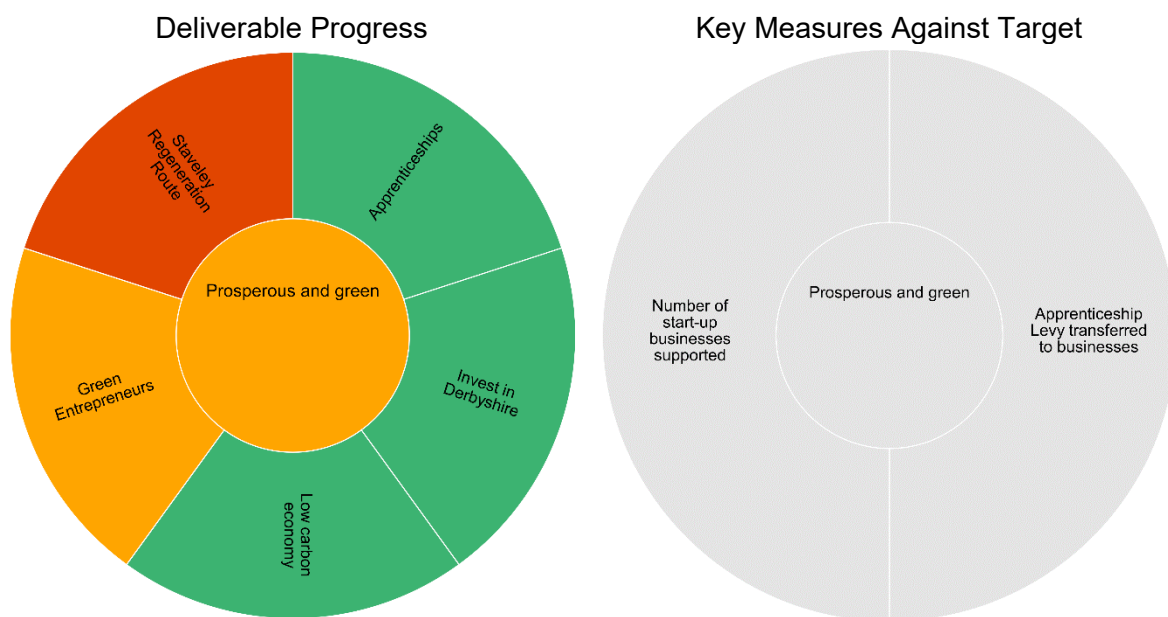 Deliverable Progress
Key Measures Against Target
Staveley
Regeneration
Route
Apprenticeships
Prosperous and green
Green
Entrepreneurs
Invest in
Derbyshire
Low carbon
economy
Number of
start-up
businesses
supported
Prosperous and green
Apprenticeship
Levy transferred
to businesses